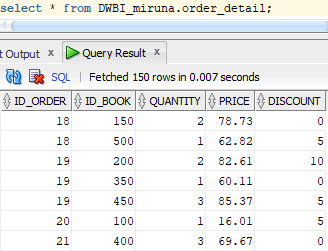 select * from DWBI_miruna.order_detail;
t Output
Query Result
SQL | Fetched 150 rows in 0.007 seconds
ID_ORDER ID_BOOK QUANTITY PRICE DISCOUNT
18 150 2 78.73 0
18 500 1 62.82 5
19 200 2 82.61 10
19 350 1 60.11 0
19 450 3 85.37 5
20 100 1 16.01 5
21 400 3 69.67 0